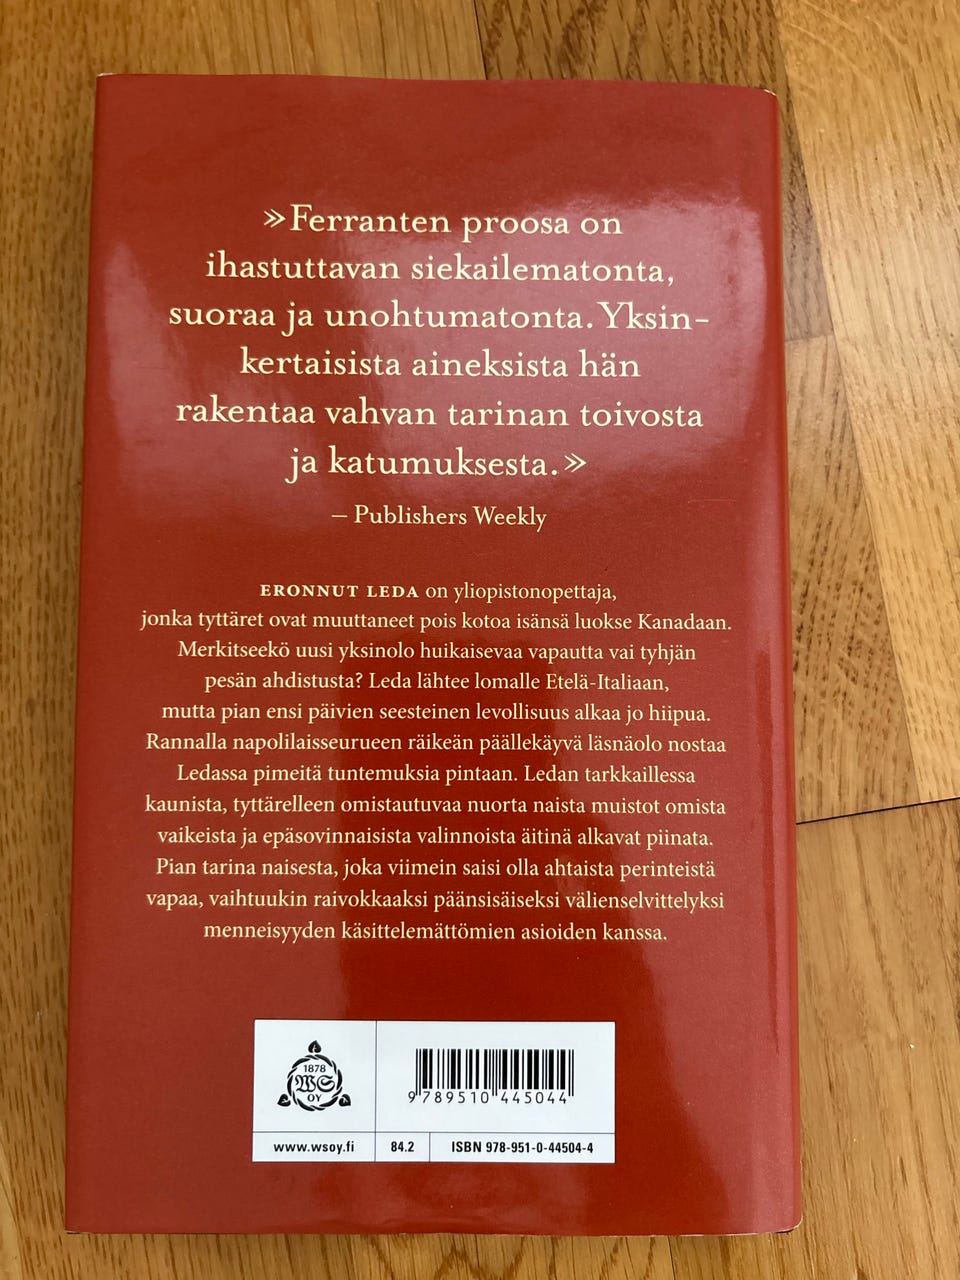 »Ferranten proosa on
ihastuttavan siekailematonta,
suoraa ja unohtumatonta. Yksin-
kertaisista aineksista hän
rakentaa vahvan tarinan toivosta
ja katumuksesta.»
– Publishers Weekly
ERONNUT LEDA on yliopistonopettaja,
jonka tyttäret ovat muuttaneet pois kotoa isänsä luokse Kanadaan.
Merkitseekö uusi yksinolo huikaisevaa vapautta vai tyhjän
pesän ahdistusta? Leda lähtee lomalle Etelä-Italiaan,
mutta pian ensi päivien seesteinen levollisuus alkaa jo hiipua.
Rannalla napolilaisseurueen räikeän päällekäyvä läsnäolo nostaa
Ledassa pimeitä tuntemuksia pintaan. Ledan tarkkaillessa
kaunista, tyttärelleen omistautuvaa nuorta naista muistot omista
vaikeista ja epäsovinnaisista valinnoista äitinä alkavat piinata.
Pian tarina naisesta, joka viimein saisi olla ahtaista perinteistä
vapaa, vaihtuukin raivokkaaksi päänsisäiseksi välienselvittelyksi
menneisyyden käsittelemättömien asioiden kanssa.
1878
WS
OY
9 789510 445044
www.wsoy.fi
84.2
ISBN 978-951-0-44504-4